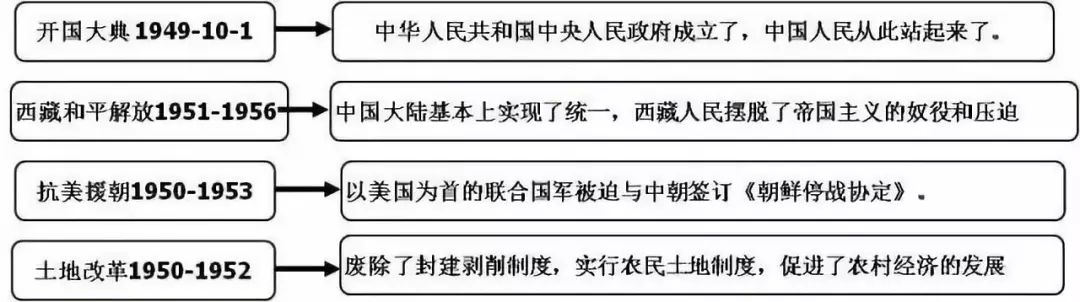 开国大典 1949-10-1
中华人民共和国中央人民政府成立了，中国人民从此站起来了。
西藏和平解放1951-1956
中国大陆基本上实现了统一，西藏人民摆脱了帝国主义的奴役和压迫
抗美援朝1950-1953
以美国为首的联合国军被迫与中朝签订《朝鲜停战协定》。
土地改革1950-1952
废除了封建剥削制度，实行农民土地制度，促进了农村经济的发展